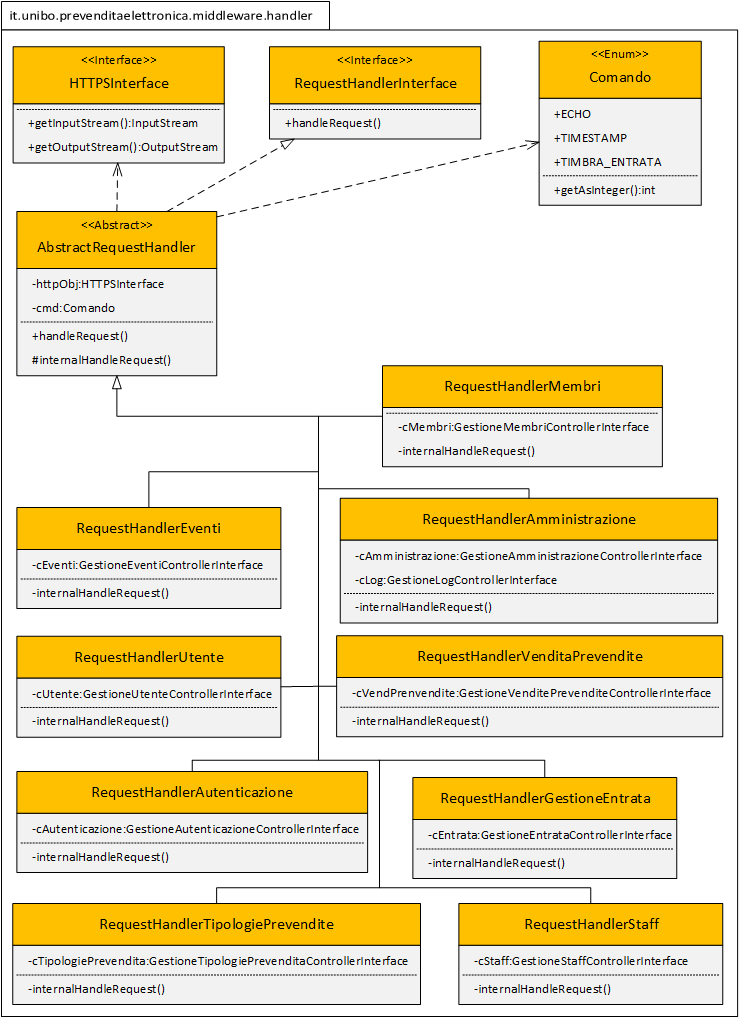 it.unibo.prevenditaelettronica.middleware.handler
<<Interface>>
HTTPSInterface
+getInputStream():InputStream
+getOutputStream():OutputStream
<<Interface>>
RequestHandlerInterface
+handleRequest()
<<Enum>>
Comando
+ECHO
+TIMESTAMP
+TIMBRA_ENTRATA
+getAsInteger():int
<<Abstract>>
AbstractRequestHandler
-httpObj:HTTPSInterface
-cmd:Comando
+handleRequest()
#internalHandleRequest()
RequestHandlerMembri
-cMembri:GestioneMembriControllerInterface
-internalHandleRequest()
RequestHandlerEventi
-cEventi:GestioneEventiControllerInterface
-internalHandleRequest()
RequestHandlerAmministrazione
-cAmministrazione:GestioneAmministrazioneControllerInterface
-cLog:GestioneLogControllerInterface
-internalHandleRequest()
RequestHandlerUtente
-cUtente:GestioneUtenteControllerInterface
-internalHandleRequest()
RequestHandlerVenditaPrevendite
-cVendPrenvendite:GestioneVenditePrevenditeControllerInterface
-internalHandleRequest()
RequestHandlerAutenticazione
-cAutenticazione:GestioneAutenticazioneControllerInterface
-internalHandleRequest()
RequestHandlerGestioneEntrata
-cEntrata:GestioneEntrataControllerInterface
-internalHandleRequest()
RequestHandlerTipologiePrevendite
-cTipologiePrevendita:GestioneTipologiePrevenditaControllerInterface
-internalHandleRequest()
RequestHandlerStaff
-cStaff:GestioneStaffControllerInterface
-internalHandleRequest()